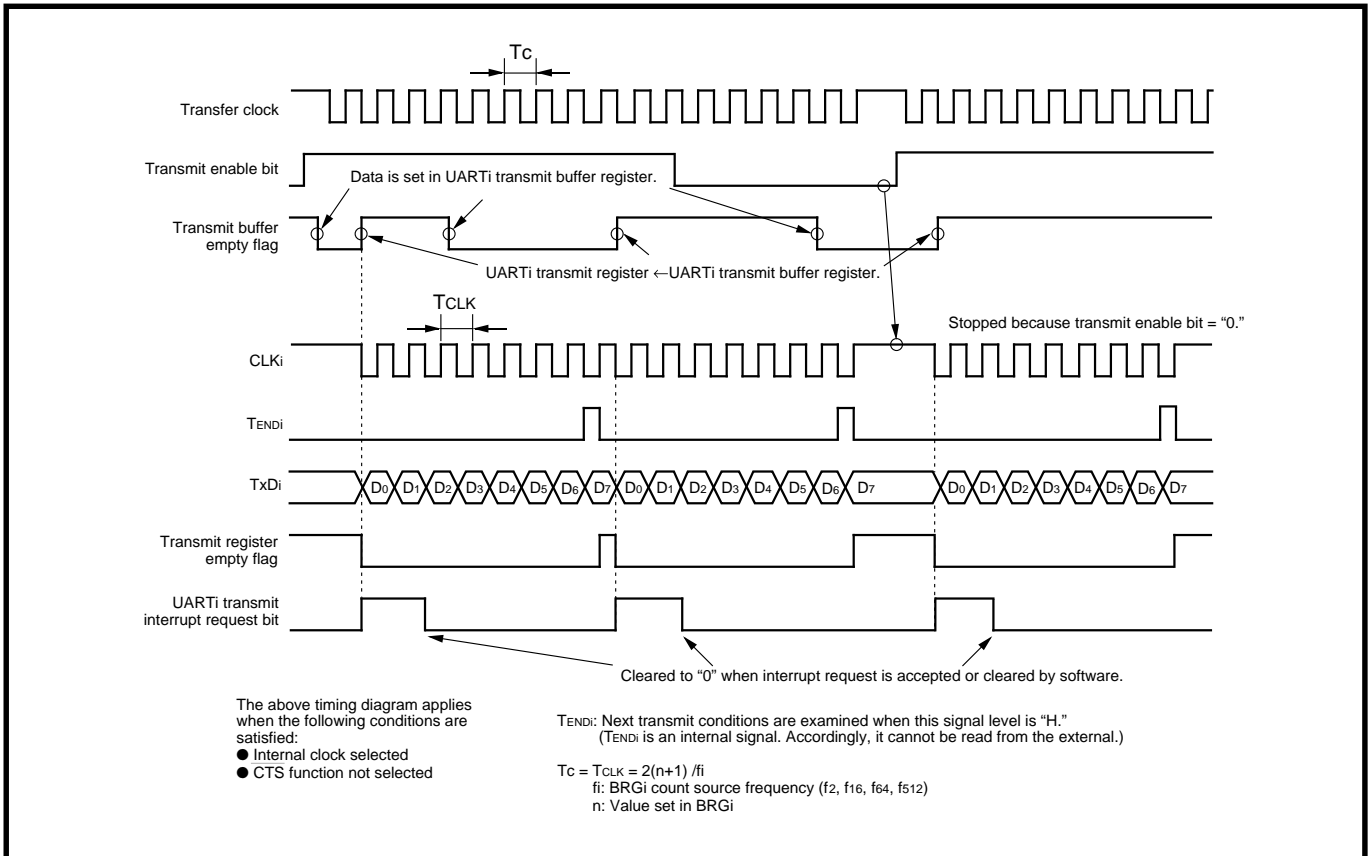 Tc
Transfer clock
Transmit enable bit
Data is set in UARTi transmit buffer register.
Transmit buffer
empty flag
UARTi transmit register ←UARTi transmit buffer register.
TCLK
Stopped because transmit enable bit = “0.”
CLKi
TENDi
TxDi
D0 D1 D2 D3 D4 D5 D6 D7 D0 D1 D2 D3 D4 D5 D6 D7 D0 D1 D2 D3 D4 D5 D6 D7
Transmit register
empty flag
UARTi transmit
interrupt request bit
Cleared to “0” when interrupt request is accepted or cleared by software.
The above timing diagram applies
when the following conditions are
satisfied:
● Internal clock selected
● CTS function not selected
TENDi: Next transmit conditions are examined when this signal level is “H.”
(TENDi is an internal signal. Accordingly, it cannot be read from the external.)
Tc = TCLK = 2(n+1) /fi
fi: BRGi count source frequency (f2, f16, f64, f512)
n: Value set in BRGi